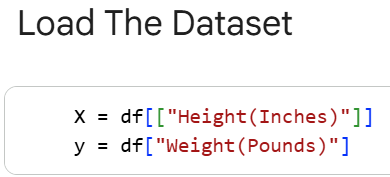 Load The Dataset
X = df[["Height(Inches)"]]
y = df["Weight(Pounds)"]